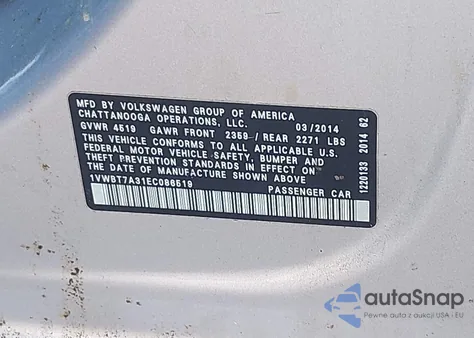 MFD BY VOLKSWAGEN GROUP OF AMERICA
CHATTANOOGA OPERATIONS, LLC. 03/2014
GVWR 4519 GAWR FRONT 2359 / REAR 2271 LBS
THIS VEHICLE CONFORMS TO ALL APPLICABLE U.S.
FEDERAL MOTOR VEHICLE SAFETY, BUMPER AND
THEFT PREVENTION STANDARDS IN EFFECT ON
THE DATE OF MANUFACTURE SHOWN ABOVE
1VWBT7A31EC086519 PASSENGER CAR
1220133 2014 62
autoSnap
Pewne auto z aukcji USA i EU